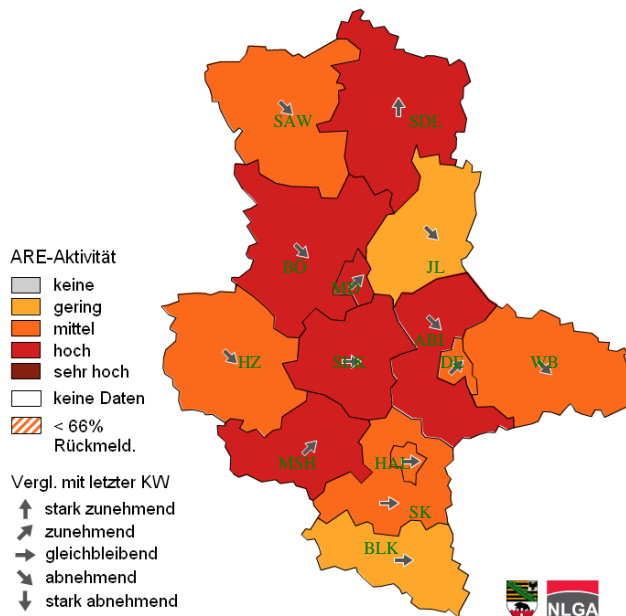 SAW
SDL
BO
MD
JL
HZ
SLK
ABI
DE
WB
MSH
HAL
SK
BLK
ARE-Aktivität
keine
gering
mittel
hoch
sehr hoch
keine Daten
< 66%
Rückmeld.
Vergl. mit letzter KW
stark zunehmend
zunehmend
gleichbleibend
abnehmend
stark abnehmend
NLGA